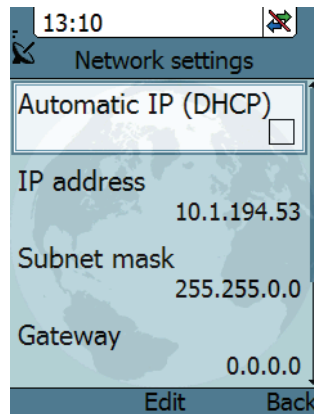 13:10
Network settings
Automatic IP (DHCP)
IP address
10.1.194.53
Subnet mask
255.255.0.0
Gateway
0.0.0.0
Edit Back